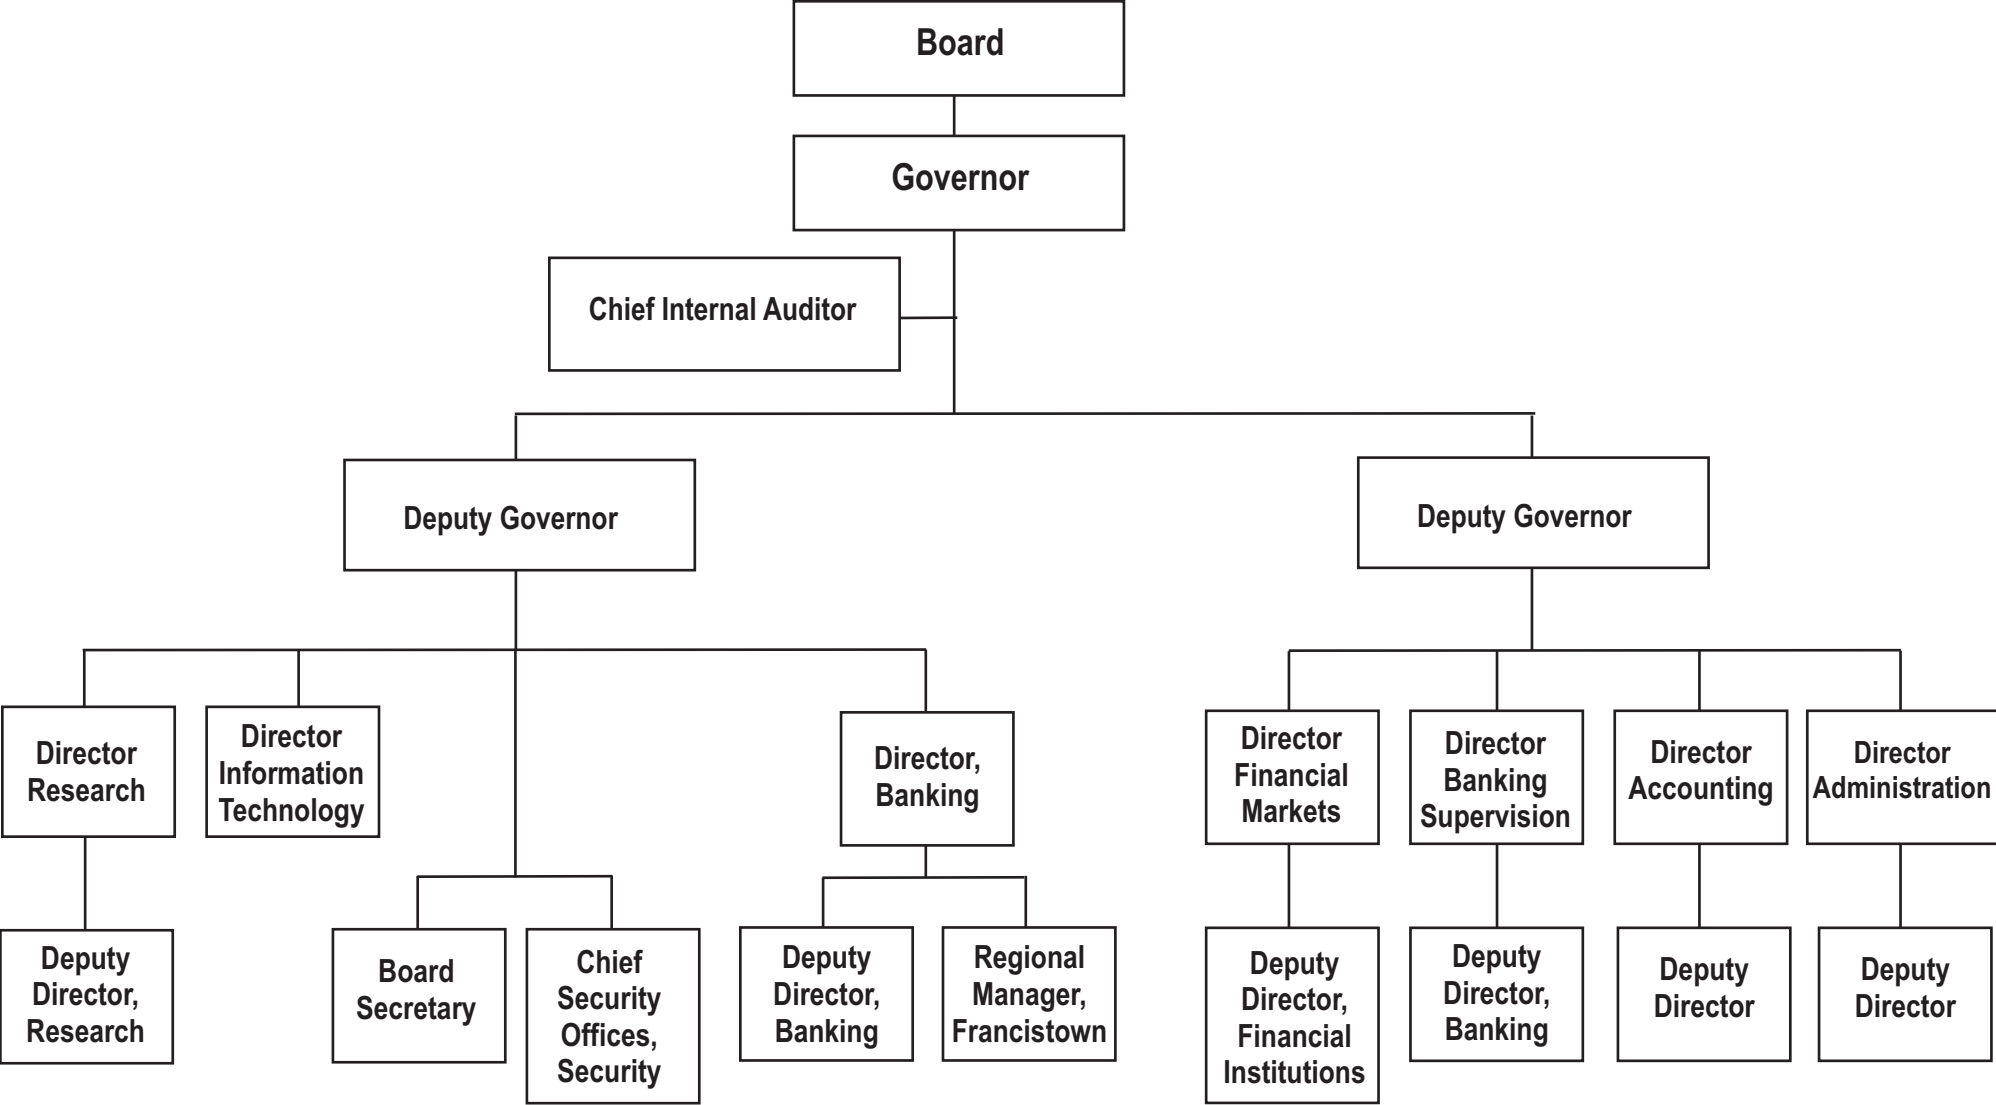 Board
Governor
Chief Internal Auditor
Deputy Governor
Deputy Governor
Director
Research
Director
Information
Technology
Director,
Banking
Director
Financial
Markets
Director
Banking
Supervision
Director
Accounting
Director
Administration
Deputy
Director,
Research
Board
Secretary
Chief
Security
Offices,
Security
Deputy
Director,
Banking
Regional
Manager,
Francistown
Deputy
Director,
Financial
Institutions
Deputy
Director,
Banking
Deputy
Director
Deputy
Director